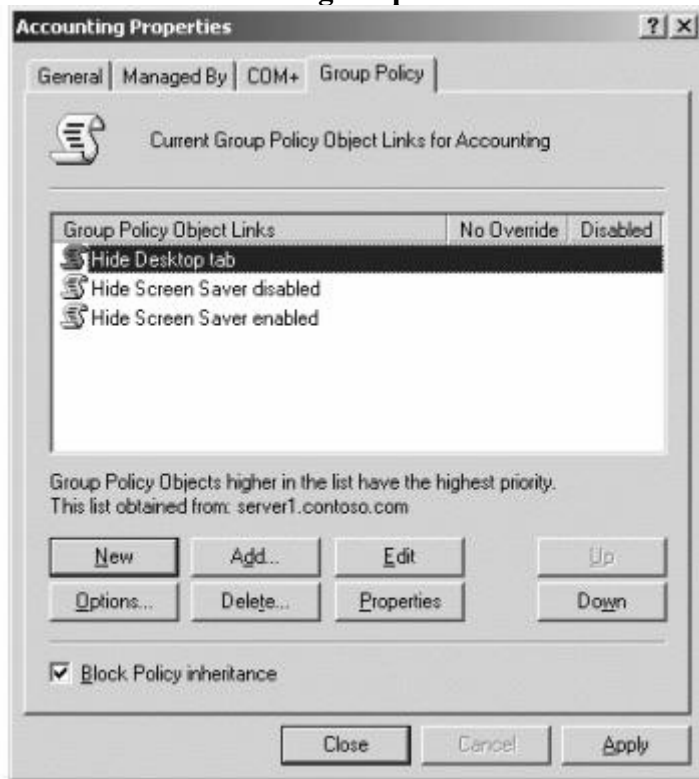 Accounting Properties
? X
General Managed By COM+ Group Policy
Current Group Policy Object Links for Accounting
Group Policy Object Links No Override Disabled
Hide Desktop tab
Hide Screen Saver disabled
Hide Screen Saver enabled
Group Policy Objects higher in the list have the highest priority.
This list obtained from: server1.contoso.com
New Add... Edit Up
Options... Delete... Properties Down
Block Policy inheritance
Close Cancel Apply